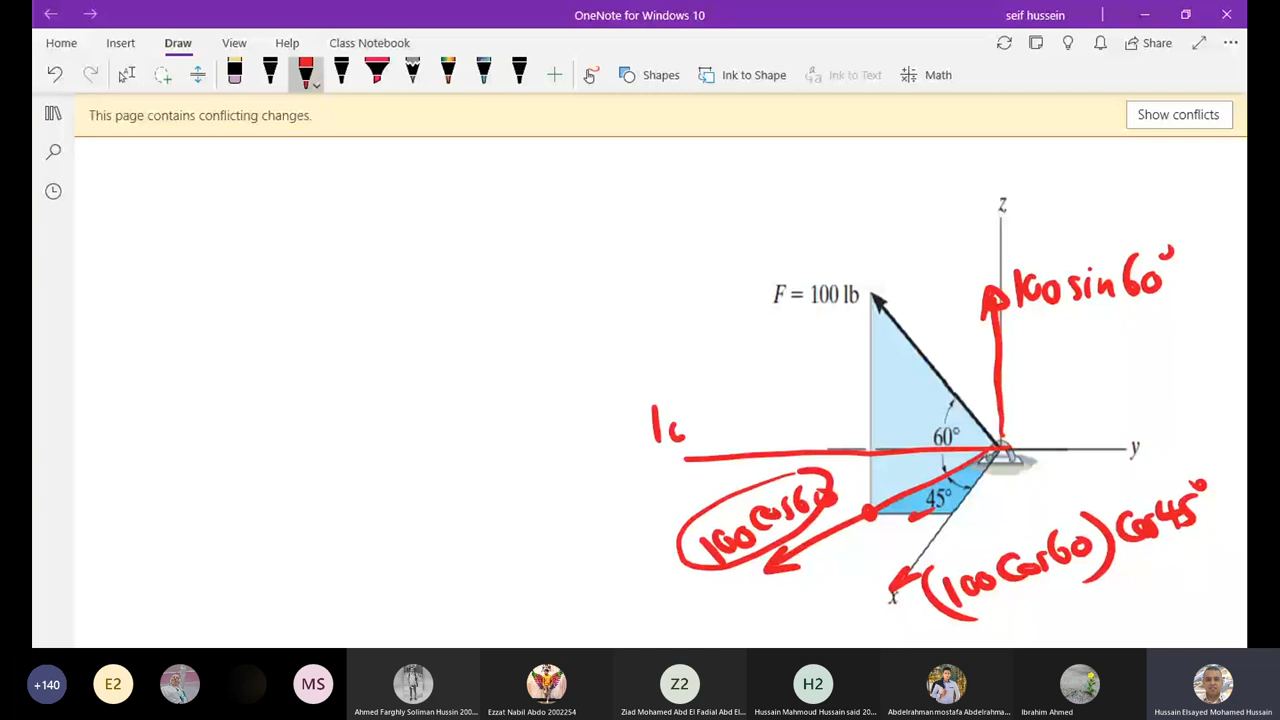 OneNote for Windows 10
seif hussein
Home Insert Draw View Help Class Notebook
Share
Shapes
Ink to Shape
Ink to Text
Math
This page contains conflicting changes.
Show conflicts
z
F = 100 lb
100 sin 60°
60°
y
45°
100 cos 60
(100 cos 60) cos 45°
x
+140
E2
MS
Z2
H2
Ahmed Farghly Soliman Hussin 200...
Ezzat Nabil Abdo 2002254
Ziad Mohamed Abd El Fadial Abd El...
Hussain Mahmoud Hussain said 20...
Abdelrahman mostafa Abdelrahma...
Ibrahim Ahmed
Hussain Elsayed Mohamed Hussain